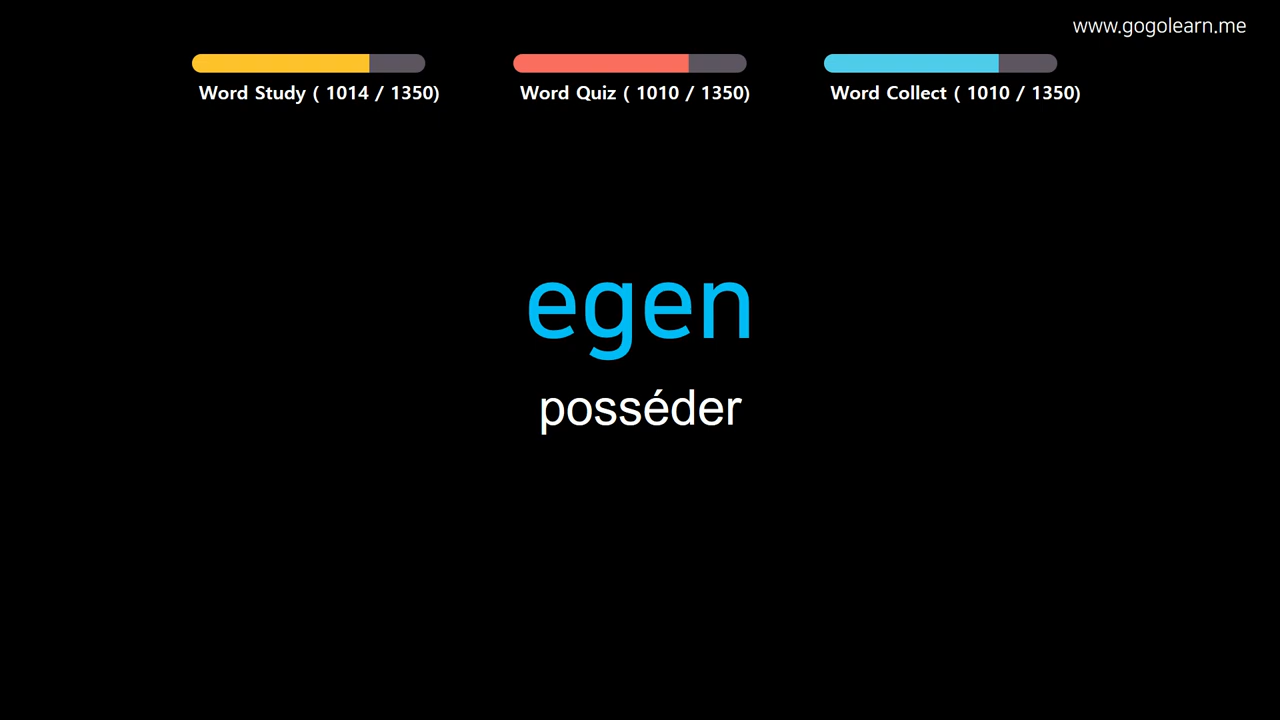 www.gogolearn.me
Word Study ( 1014 / 1350)
Word Quiz ( 1010 / 1350)
Word Collect ( 1010 / 1350)
egen
posséder